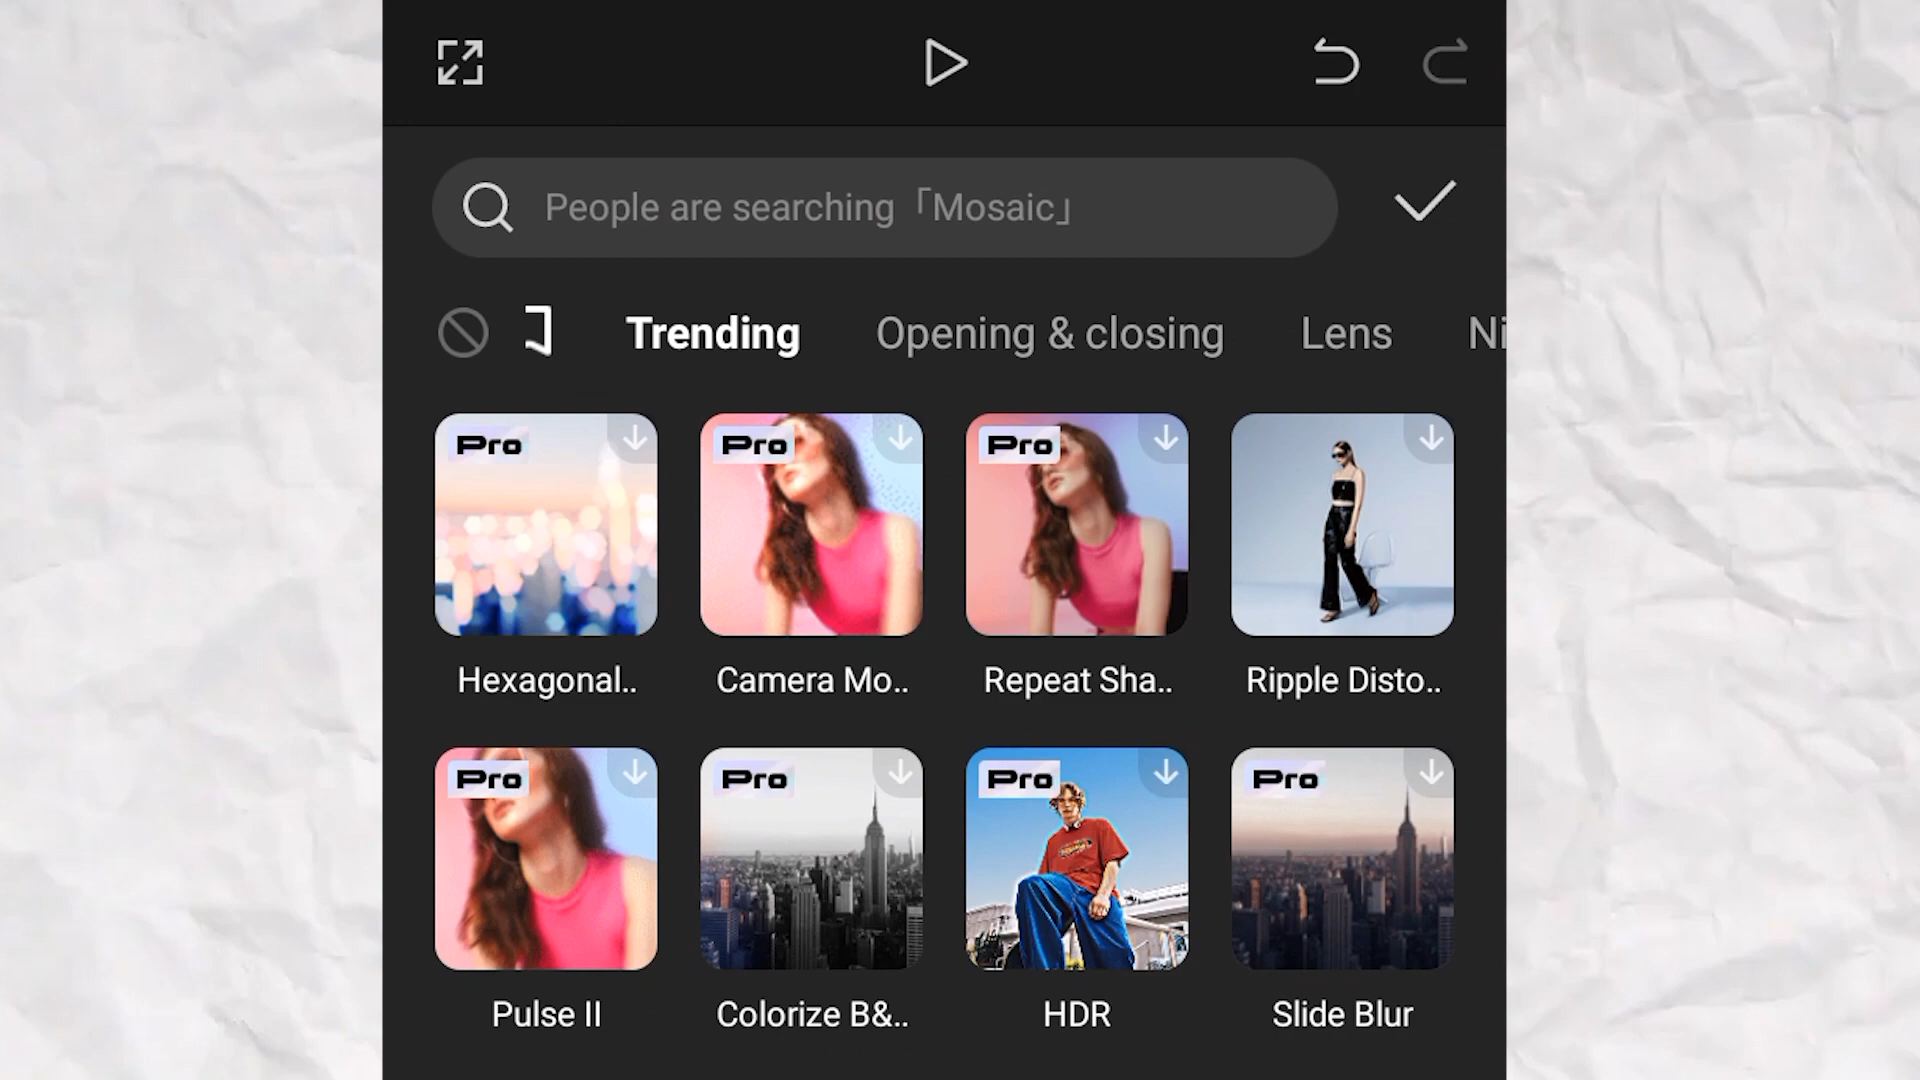 People are searching「Mosaic」
Trending Opening & closing Lens Ni
Pro Pro Pro
Hexagonal.. Camera Mo.. Repeat Sha.. Ripple Disto..
Pro Pro Pro Pro
Pulse II Colorize B&.. HDR Slide Blur